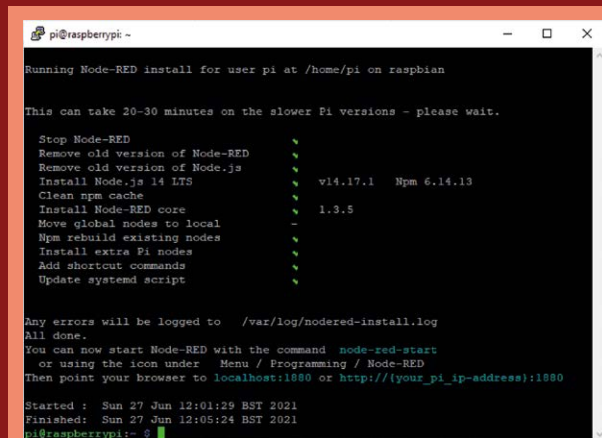 pi@raspberrypi: ~
Running Node-RED install for user pi at /home/pi on raspbian
This can take 20-30 minutes on the slower Pi versions - please wait.
Stop Node-RED ✔
Remove old version of Node-RED ✔
Remove old version of Node.js ✔
Install Node.js 14 LTS ✔ v14.17.1 Npm 6.14.13
Clean npm cache ✔
Install Node-RED core ✔ 1.3.5
Move global nodes to local -
Npm rebuild existing nodes ✔
Install extra Pi nodes ✔
Add shortcut commands ✔
Update systemd script ✔
Any errors will be logged to /var/log/nodered-install.log
All done.
You can now start Node-RED with the command node-red-start
or using the icon under Menu / Programming / Node-RED
Then point your browser to localhost:1880 or http://{your_pi_ip-address}:1880
Started : Sun 27 Jun 12:01:29 BST 2021
Finished: Sun 27 Jun 12:05:24 BST 2021
pi@raspberrypi:~ $